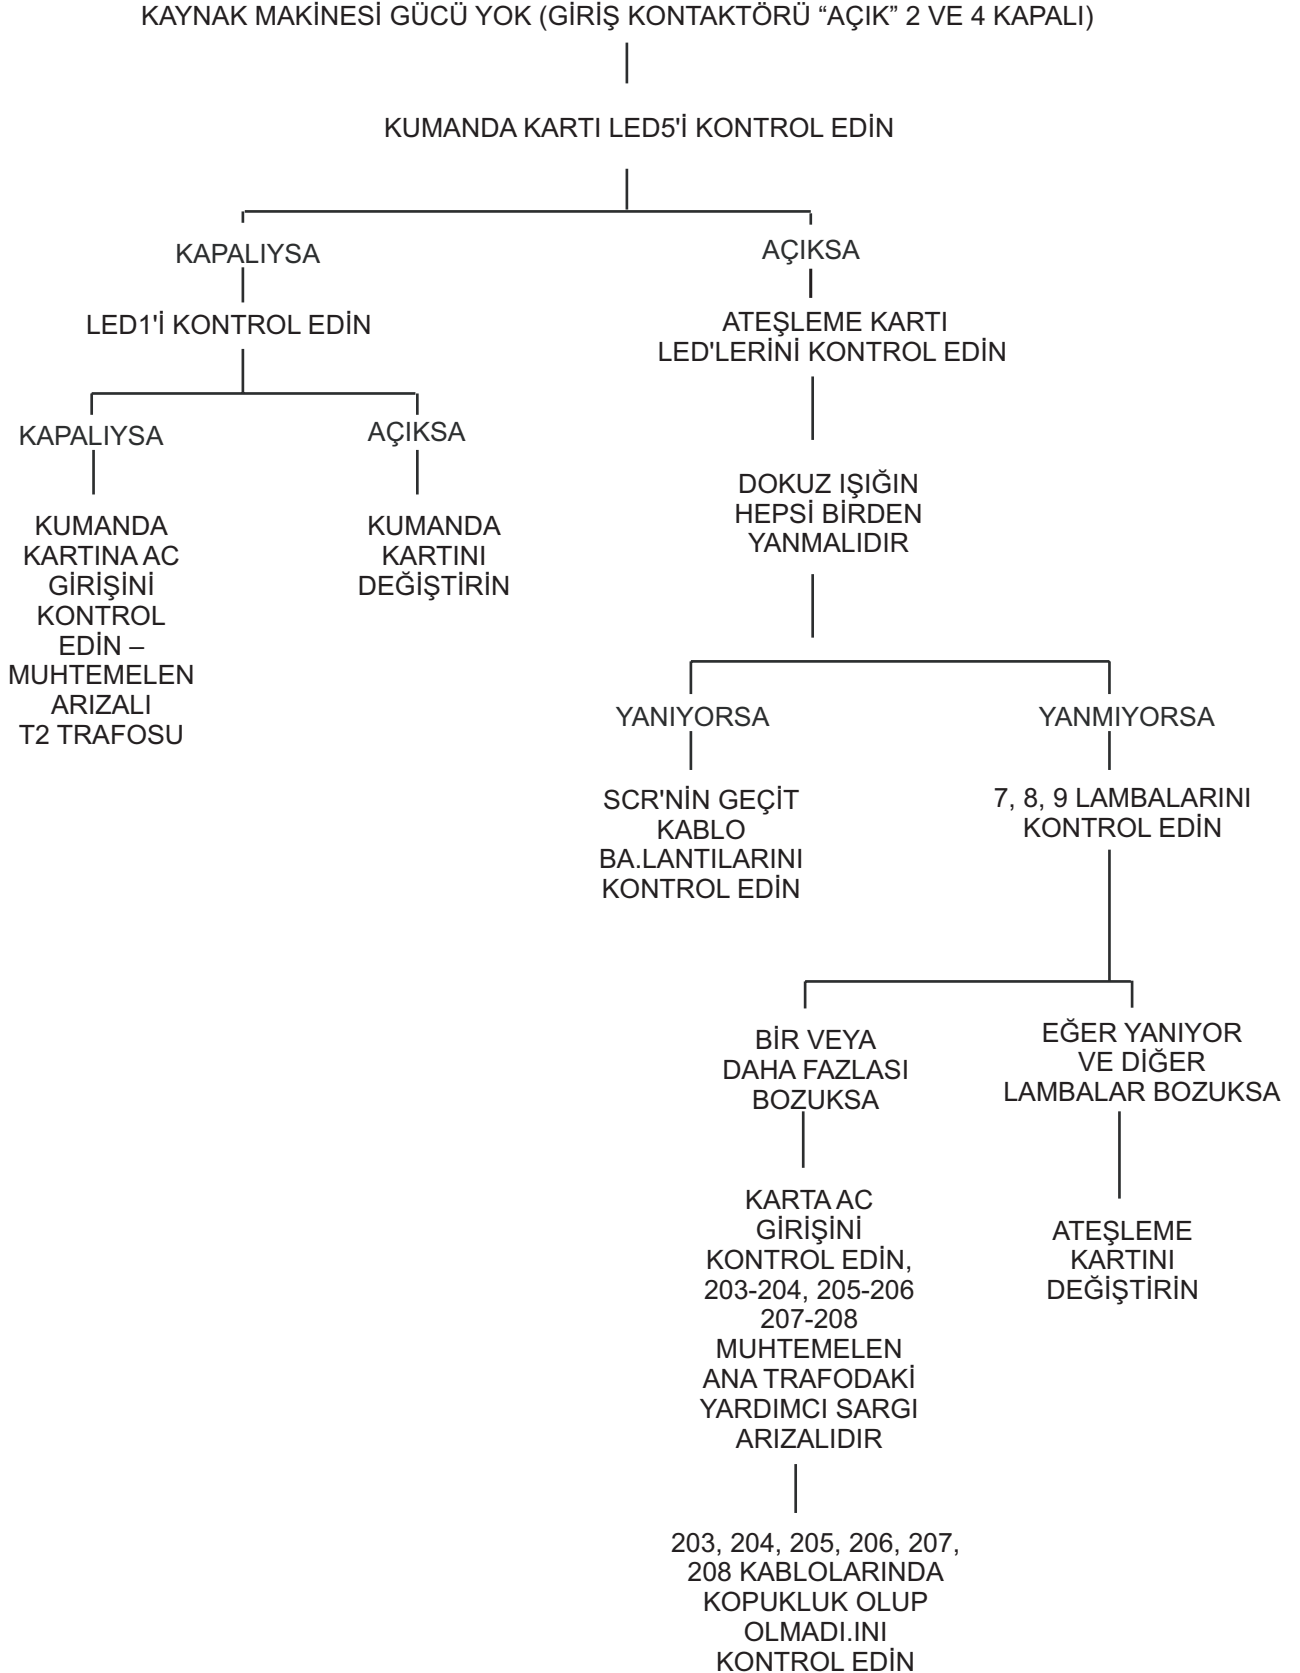 KAYNAK MAKİNESİ GÜCÜ YOK (GİRİŞ KONTAKTÖRÜ “AÇIK” 2 VE 4 KAPALI)
KUMANDA KARTI LED5'İ KONTROL EDİN
KAPALIYSA
AÇIKSA
LED1'İ KONTROL EDİN
ATEŞLEME KARTI
LED'LERİNİ KONTROL EDİN
KAPALIYSA
AÇIKSA
KUMANDA
KARTINA AC
GİRİŞİNİ
KONTROL
EDİN –
MUHTEMELEN
ARIZALI
T2 TRAFOSU
KUMANDA
KARTINI
DEĞİŞTİRİN
DOKUZ IŞIĞIN
HEPSİ BİRDEN
YANMALIDIR
YANIYORSA
YANMIYORSA
SCR'NİN GEÇİT
KABLO
BA.LANTILARINI
KONTROL EDİN
7, 8, 9 LAMBALARINI
KONTROL EDİN
BİR VEYA
DAHA FAZLASI
BOZUKSA
EĞER YANIYOR
VE DİĞER
LAMBALAR BOZUKSA
KARTA AC
GİRİŞİNİ
KONTROL EDİN,
203-204, 205-206
207-208
MUHTEMELEN
ANA TRAFODAKİ
YARDIMCI SARGI
ARIZALIDIR
ATEŞLEME
KARTINI
DEĞİŞTİRİN
203, 204, 205, 206, 207,
208 KABLOLARINDA
KOPUKLUK OLUP
OLMADI.INI
KONTROL EDİN